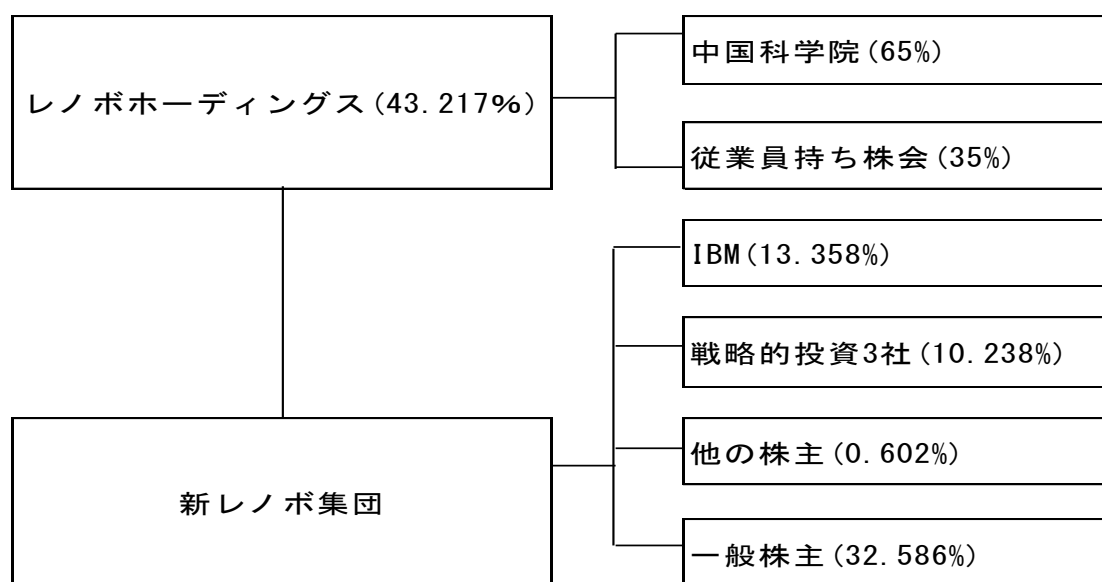 レノボホーディングス(43.217%)
中国科学院(65%)
従業員持ち株会(35%)
IBM(13.358%)
戦略的投資3社(10.238%)
他の株主(0.602%)
新レノボ集団
一般株主(32.586%)